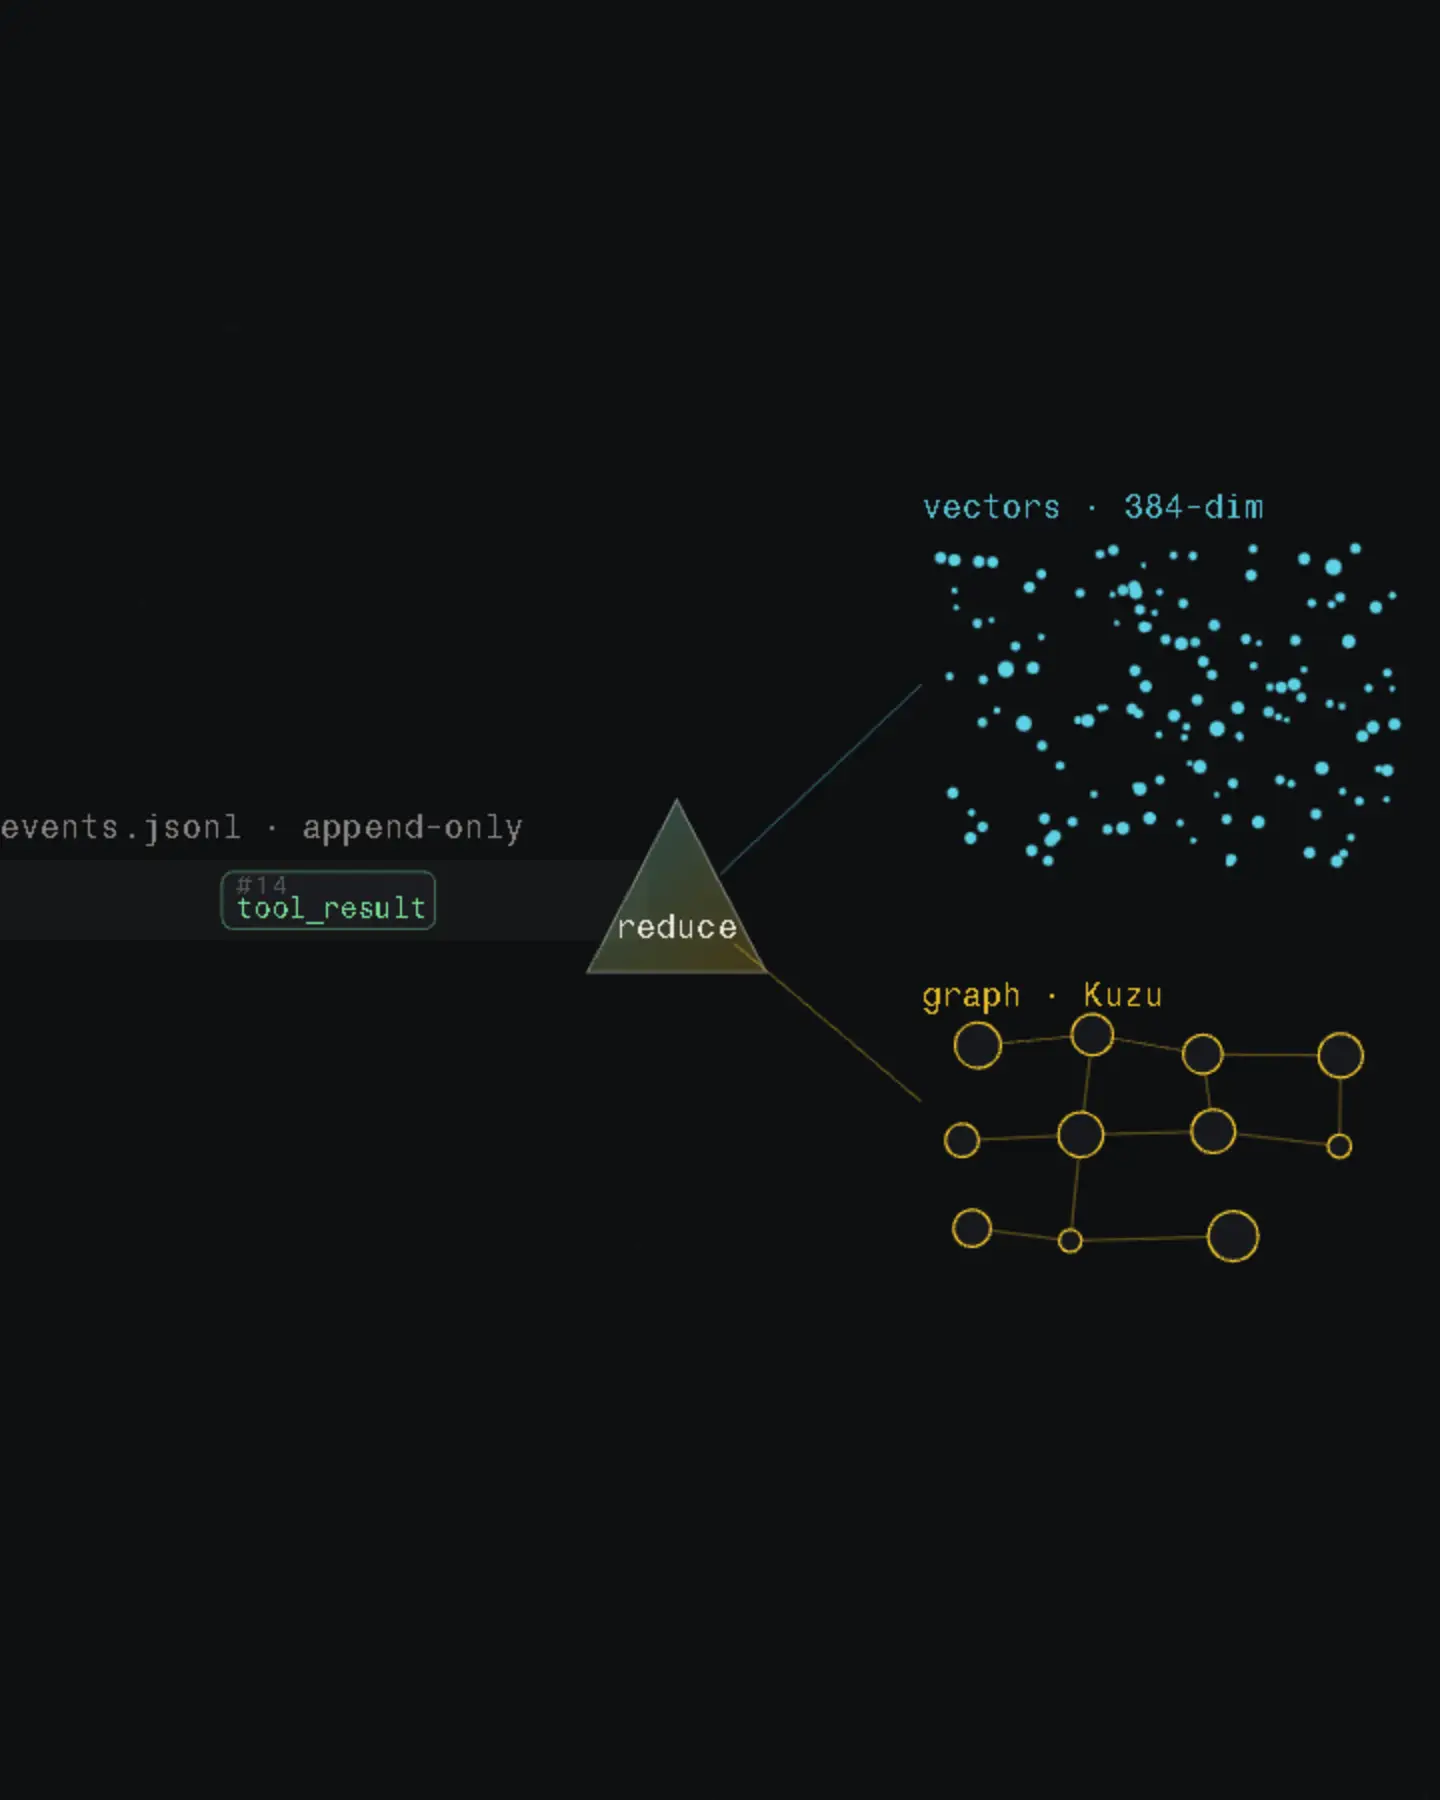 vectors · 384-dim
events.jsonl · append-only
#14
tool_result
reduce
graph · Kuzu